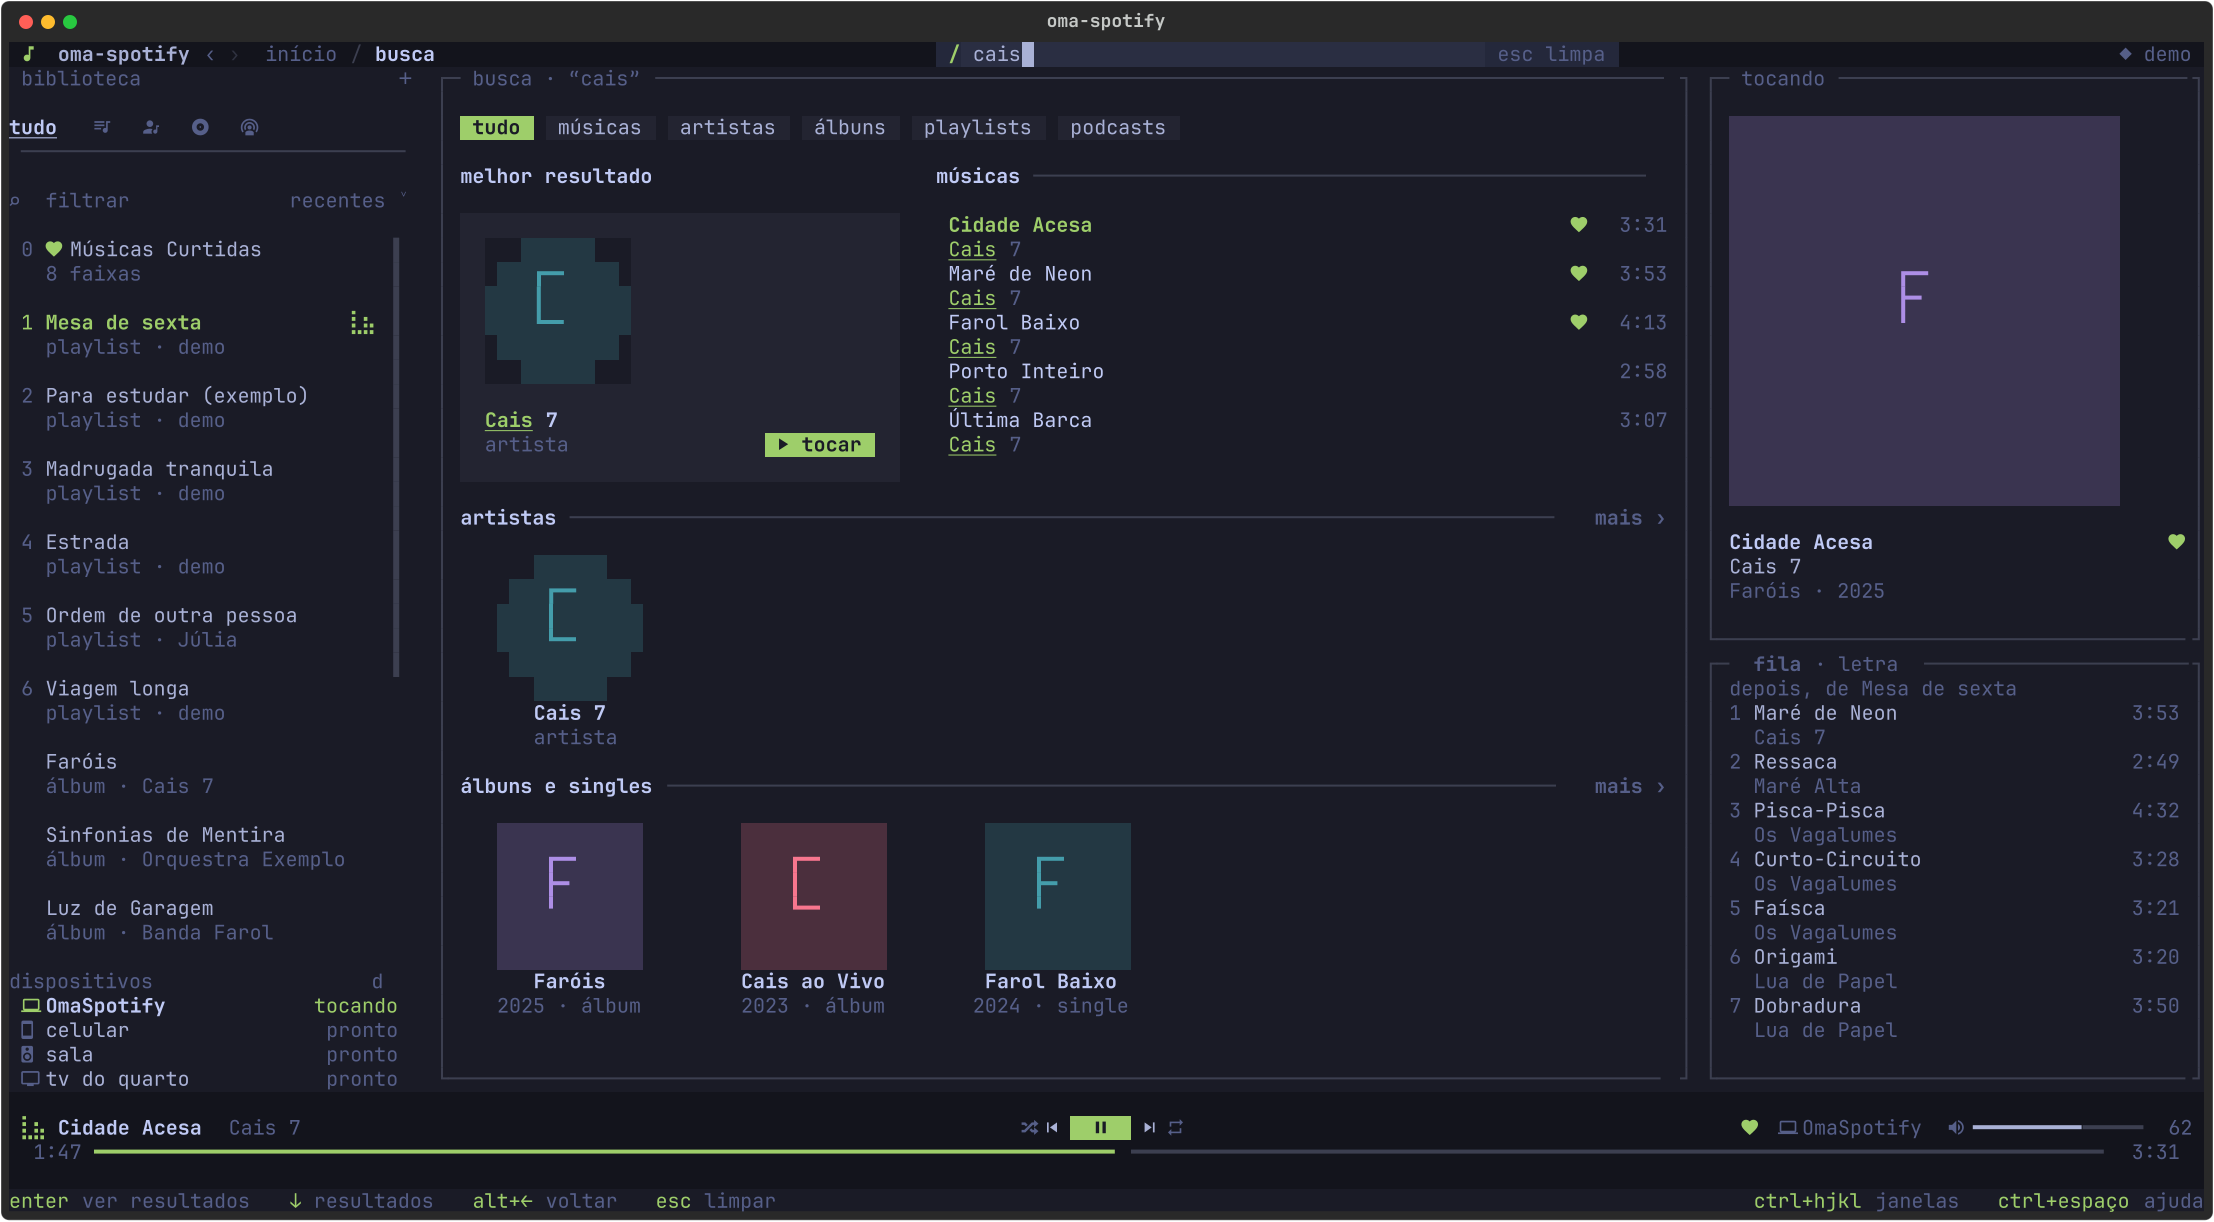 oma-spotify
oma-spotify ‹ › início / busca
/ cais esc limpa
◆ demo
biblioteca +
tudo
filtrar recentes ˅
0 ♥ Músicas Curtidas
8 faixas
1 Mesa de sexta
playlist · demo
2 Para estudar (exemplo)
playlist · demo
3 Madrugada tranquila
playlist · demo
4 Estrada
playlist · demo
5 Ordem de outra pessoa
playlist · Júlia
6 Viagem longa
playlist · demo
Faróis
álbum · Cais 7
Sinfonias de Mentira
álbum · Orquestra Exemplo
Luz de Garagem
álbum · Banda Farol
dispositivos d
OmaSpotify tocando
celular pronto
sala pronto
tv do quarto pronto
busca · “cais”
tudo músicas artistas álbuns playlists podcasts
melhor resultado
C
Cais 7
artista
▶ tocar
músicas
Cidade Acesa ♥ 3:31
Cais 7
Maré de Neon ♥ 3:53
Cais 7
Farol Baixo ♥ 4:13
Cais 7
Porto Inteiro 2:58
Cais 7
Última Barca 3:07
Cais 7
artistas mais ›
C
Cais 7
artista
álbuns e singles mais ›
F
Faróis
2025 · álbum
C
Cais ao Vivo
2023 · álbum
F
Farol Baixo
2024 · single
tocando
F
Cidade Acesa ♥
Cais 7
Faróis · 2025
fila · letra
depois, de Mesa de sexta
1 Maré de Neon 3:53
Cais 7
2 Ressaca 2:49
Maré Alta
3 Pisca-Pisca 4:32
Os Vagalumes
4 Curto-Circuito 3:28
Os Vagalumes
5 Faísca 3:21
Os Vagalumes
6 Origami 3:20
Lua de Papel
7 Dobradura 3:50
Lua de Papel
Cidade Acesa Cais 7
♥ OmaSpotify 62
1:47 3:31
enter ver resultados ↓ resultados alt+← voltar esc limpar
ctrl+hjkl janelas ctrl+espaço ajuda